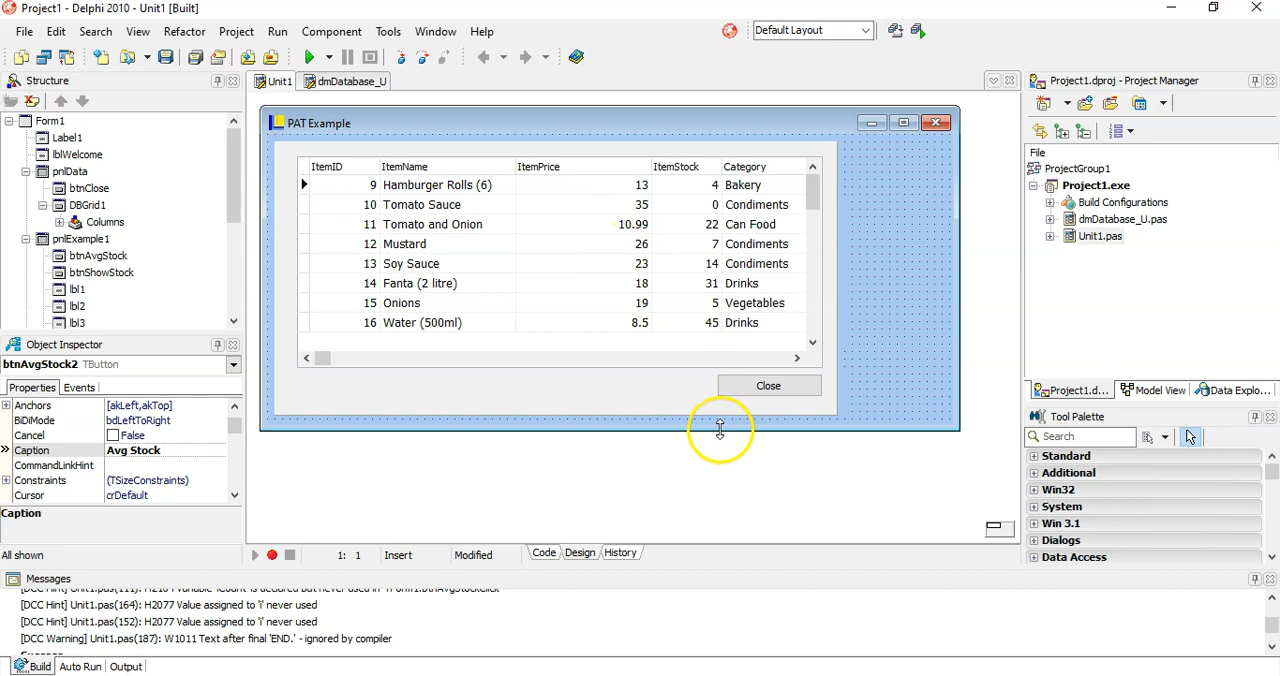 Project1 - Delphi 2010 - Unit1 [Built]
File Edit Search View Refactor Project Run Component Tools Window Help
Default Layout
Structure
Form1
Label1
lblWelcome
pnlData
btnClose
DBGrid1
Columns
pnlExample1
btnAvgStock
btnShowStock
lbl1
lbl2
lbl3
Object Inspector
btnAvgStock2 TButton
Properties Events
Anchors [akLeft,akTop]
BiDiMode bdLeftToRight
Cancel False
Caption Avg Stock
CommandLinkHint
Constraints (TSizeConstraints)
Cursor crDefault
Caption
All shown
Unit1 dmDatabase_U
PAT Example
ItemID ItemName ItemPrice ItemStock Category
9 Hamburger Rolls (6) 13 4 Bakery
10 Tomato Sauce 35 0 Condiments
11 Tomato and Onion 10.99 22 Can Food
12 Mustard 26 7 Condiments
13 Soy Sauce 23 14 Condiments
14 Fanta (2 litre) 18 31 Drinks
15 Onions 19 5 Vegetables
16 Water (500ml) 8.5 45 Drinks
Close
1: 1 Insert Modified Code Design History
Project1.dproj - Project Manager
File
ProjectGroup1
Project1.exe
Build Configurations
dmDatabase_U.pas
Unit1.pas
Project1.d... Model View Data Explo...
Tool Palette
Search
Standard
Additional
Win32
System
Win 3.1
Dialogs
Data Access
Messages
[DCC Hint] Unit1.pas(164): H2077 Value assigned to 'i' never used
[DCC Hint] Unit1.pas(152): H2077 Value assigned to 'i' never used
[DCC Warning] Unit1.pas(187): W1011 Text after final 'END.' - ignored by compiler
Build Auto Run Output